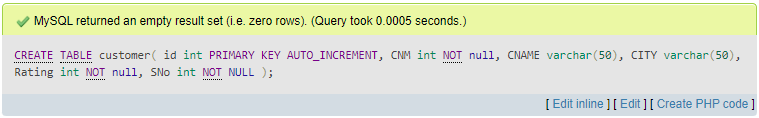 MySQL returned an empty result set (i.e. zero rows). (Query took 0.0005 seconds.)
CREATE TABLE customer( id int PRIMARY KEY AUTO_INCREMENT, CNM int NOT null, CNAME varchar(50), CITY varchar(50),
Rating int NOT null, SNo int NOT NULL );
[ Edit inline ] [ Edit ] [ Create PHP code ]